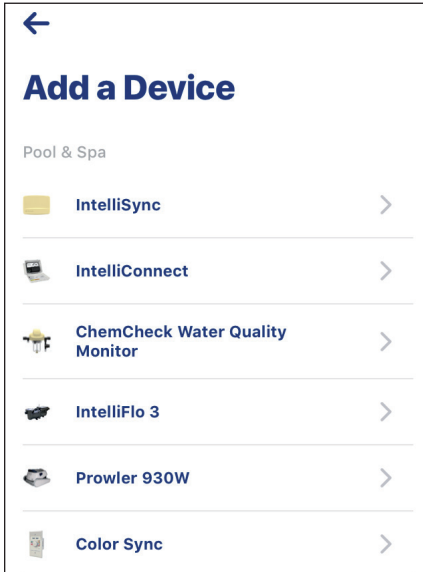 Add a Device
Pool & Spa
IntelliSync
IntelliConnect
ChemCheck Water Quality
Monitor
IntelliFlo 3
Prowler 930W
Color Sync